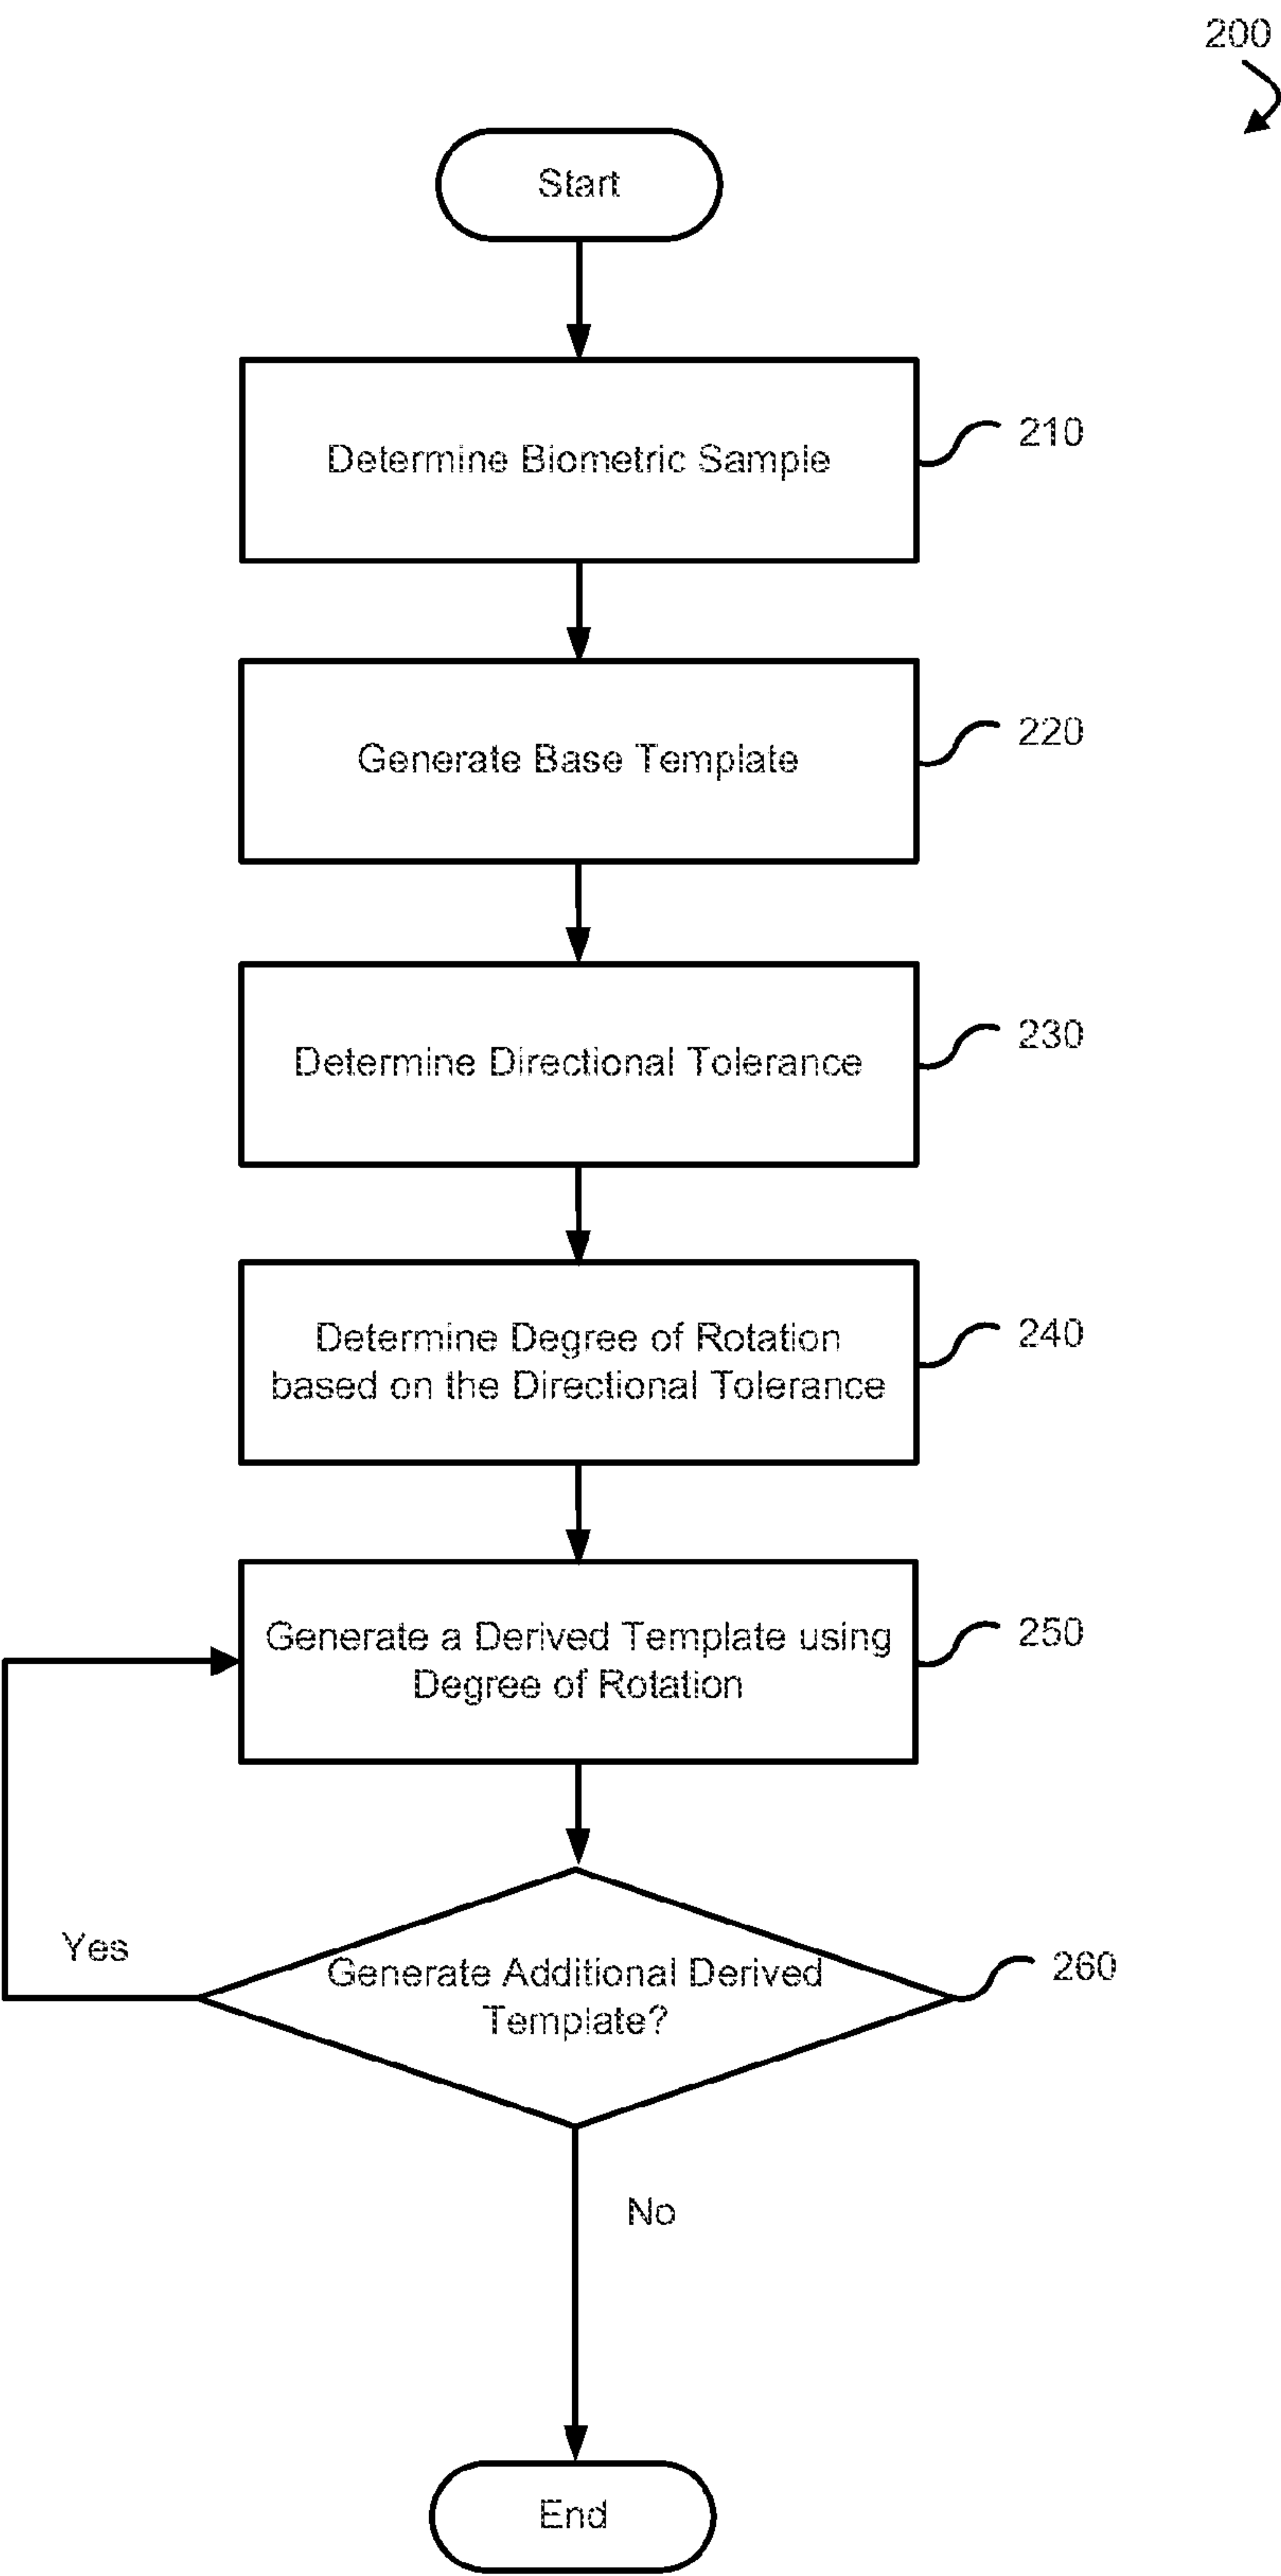 200
Start
Determine Biometric Sample
210
Generate Base Template
220
Determine Directional Tolerance
230
Determine Degree of Rotation
based on the Directional Tolerance
240
Generate a Derived Template using
Degree of Rotation
250
Yes
Generate Additional Derived
Template?
260
No
End